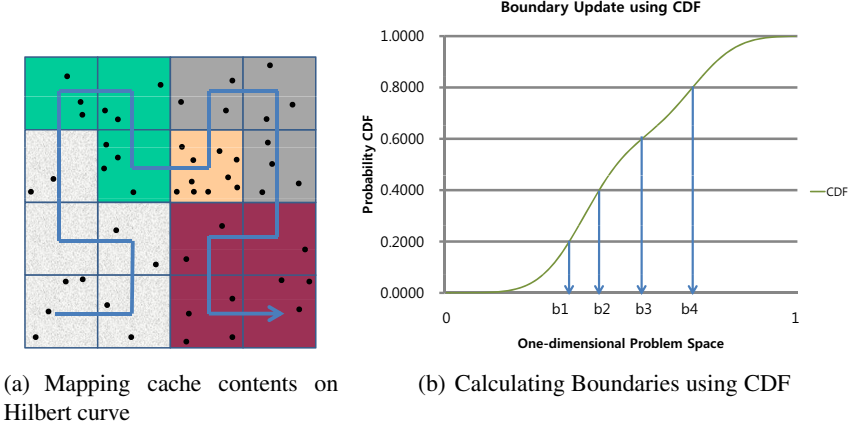 Boundary Update using CDF
1.0000
0.8000
0.6000
0.4000
0.2000
0.0000
Probability CDF
b1 b2 b3 b4
0 1
One-dimensional Problem Space
CDF
(a) Mapping cache contents on
Hilbert curve
(b) Calculating Boundaries using CDF